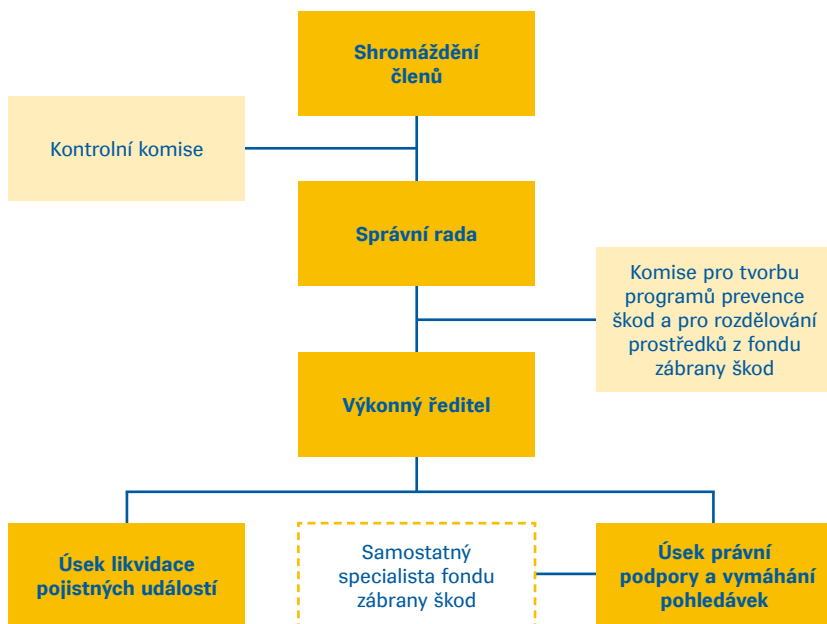 Shromáždění
členů
Kontrolní komise
Správní rada
Komise pro tvorbu
programů prevence
škod a pro rozdělování
prostředků z fondu
zábrany škod
Výkonný ředitel
Úsek likvidace
pojistných událostí
Samostatný
specialista fondu
zábrany škod
Úsek právní
podpory a vymáhání
pohledávek